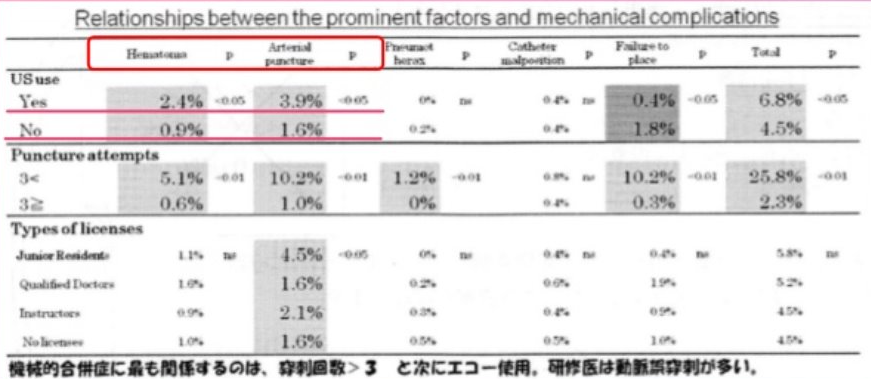 Relationships between the prominent factors and mechanical complications
Hematoma p Arterial puncture p Pneumot horax p Catheter malposition p Failure to place p Total p
US use
Yes 2.4% <0.05 3.9% <0.05 0% ns 0.4% ns 0.4% <0.05 6.8% <0.05
No 0.9% 1.6% 0.2% 0.4% 1.8% 4.5%
Puncture attempts
3< 5.1% <0.01 10.2% <0.01 1.2% <0.01 0.8% ns 10.2% <0.01 25.8% <0.01
3≧ 0.6% 1.0% 0% 0.4% 0.3% 2.3%
Types of licenses
Junior Residents 1.1% ns 4.5% <0.05 0% ns 0.4% ns 0.4% ns 5.8% ns
Qualified Doctors 1.6% 1.6% 0.2% 0.6% 1.9% 5.2%
Instructors 0.9% 2.1% 0.3% 0.4% 0.9% 4.5%
No licenses 1.0% 1.6% 0.5% 0.5% 1.0% 4.5%
機械的合併症に最も関係するのは、穿刺回数>3 と次にエコー使用。研修医は動脈誤穿刺が多い。